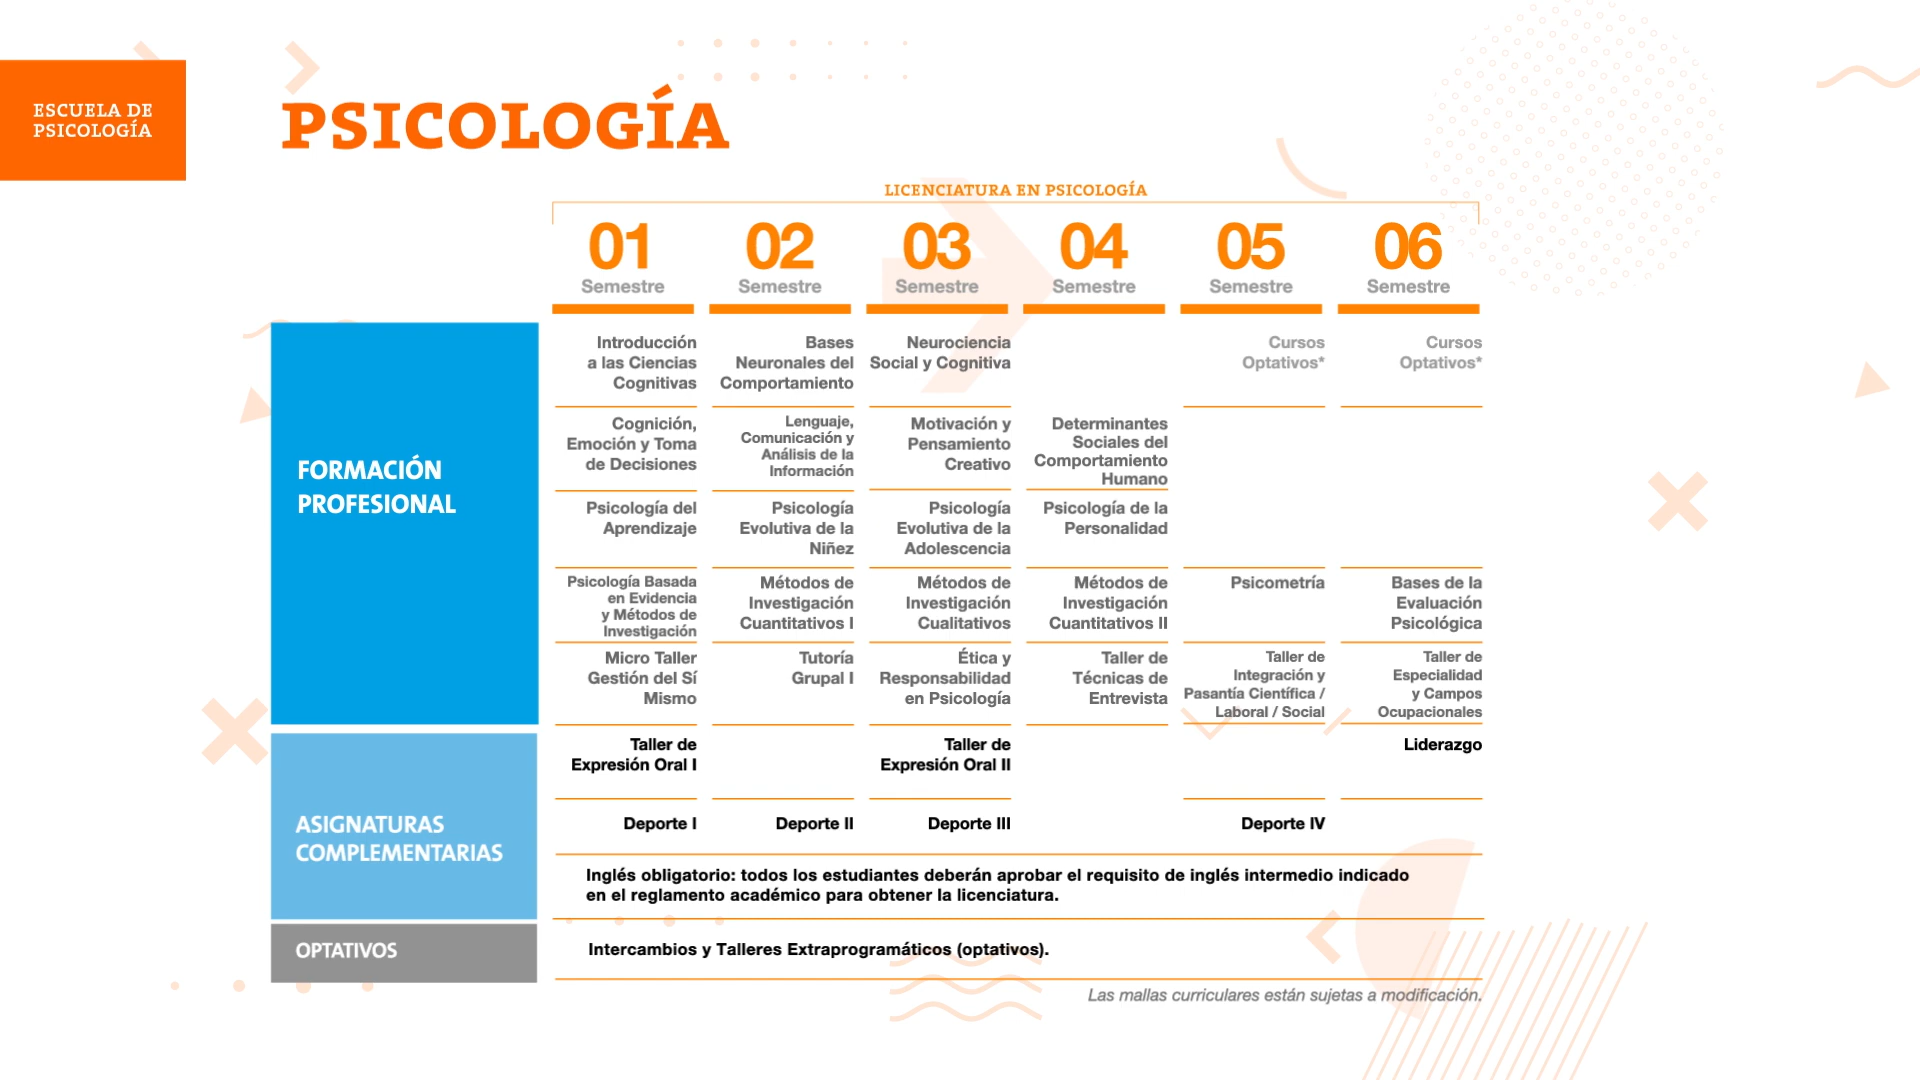 ESCUELA DE
PSICOLOGÍA
PSICOLOGÍA
LICENCIATURA EN PSICOLOGÍA
01
Semestre
02
Semestre
03
Semestre
04
Semestre
05
Semestre
06
Semestre
FORMACIÓN
PROFESIONAL
Introducción
a las Ciencias
Cognitivas
Bases
Neuronales del
Comportamiento
Neurociencia
Social y Cognitiva
Cursos
Optativos*
Cursos
Optativos*
Cognición,
Emoción y Toma
de Decisiones
Lenguaje,
Comunicación y
Análisis de la
Información
Motivación y
Pensamiento
Creativo
Determinantes
Sociales del
Comportamiento
Humano
Psicología del
Aprendizaje
Psicología
Evolutiva de la
Niñez
Psicología
Evolutiva de la
Adolescencia
Psicología de la
Personalidad
Psicología Basada
en Evidencia
y Métodos de
Investigación
Métodos de
Investigación
Cuantitativos I
Métodos de
Investigación
Cualitativos
Métodos de
Investigación
Cuantitativos II
Psicometría
Bases de la
Evaluación
Psicológica
Micro Taller
Gestión del Sí
Mismo
Tutoría
Grupal I
Ética y
Responsabilidad
en Psicología
Taller de
Técnicas de
Entrevista
Taller de
Integración y
Pasantía Científica /
Laboral / Social
Taller de
Especialidad
y Campos
Ocupacionales
ASIGNATURAS
COMPLEMENTARIAS
Taller de
Expresión Oral I
Taller de
Expresión Oral II
Liderazgo
Deporte I
Deporte II
Deporte III
Deporte IV
Inglés obligatorio: todos los estudiantes deberán aprobar el requisito de inglés intermedio indicado
en el reglamento académico para obtener la licenciatura.
OPTATIVOS
Intercambios y Talleres Extraprogramáticos (optativos).
Las mallas curriculares están sujetas a modificación.